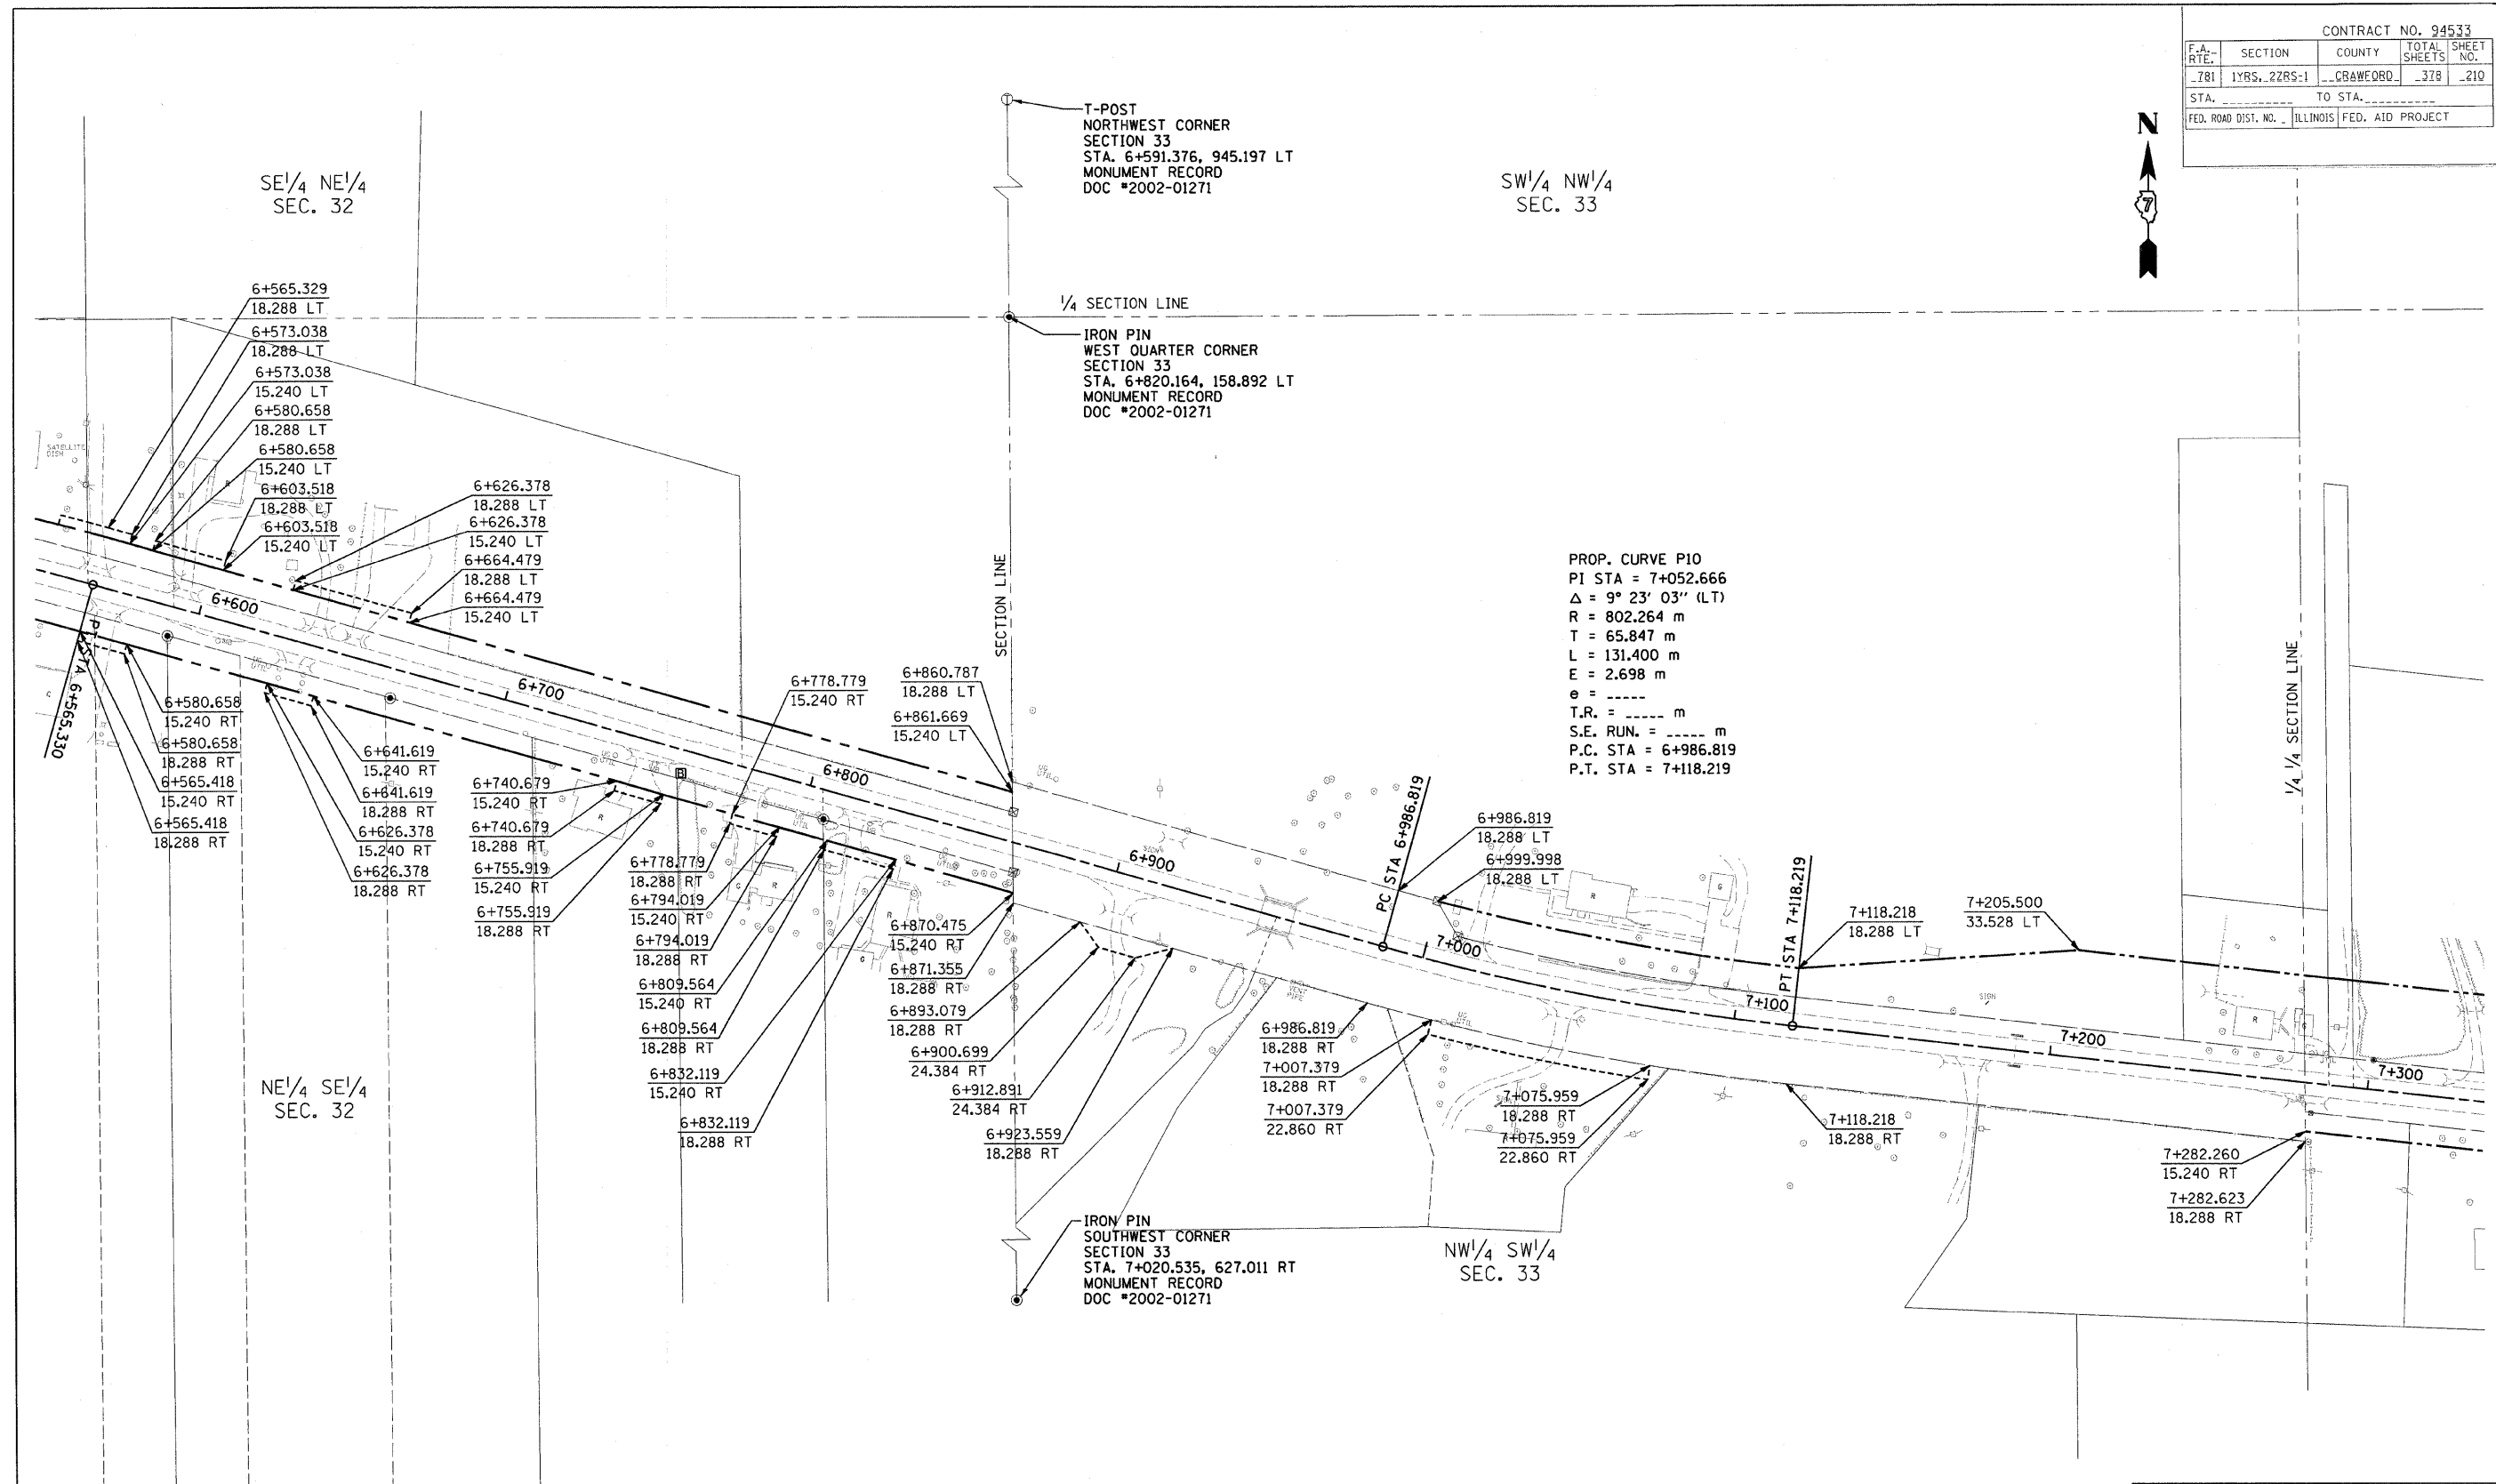 CONTRACT NO. 94533
F.A. RTE. SECTION COUNTY TOTAL SHEETS SHEET NO.
781 1YRS, 2ZRS-1 CRAWFORD 378 210
STA. __________ TO STA. __________
FED. ROAD DIST. NO. _ ILLINOIS FED. AID PROJECT
N
7
T-POST
NORTHWEST CORNER
SECTION 33
STA. 6+591.376, 945.197 LT
MONUMENT RECORD
DOC #2002-01271
SE1/4 NE1/4
SEC. 32
SW1/4 NW1/4
SEC. 33
1/4 SECTION LINE
IRON PIN
WEST QUARTER CORNER
SECTION 33
STA. 6+820.164, 158.892 LT
MONUMENT RECORD
DOC #2002-01271
6+565.329
18.288 LT
6+573.038
18.288 LT
6+573.038
15.240 LT
6+580.658
18.288 LT
6+580.658
15.240 LT
6+603.518
18.288 LT
6+603.518
15.240 LT
6+626.378
18.288 LT
6+626.378
15.240 LT
6+664.479
18.288 LT
6+664.479
15.240 LT
SATELLITE
DISH
SECTION LINE
1/4 1/4 SECTION LINE
PROP. CURVE P10
PI STA = 7+052.666
Δ = 9° 23' 03'' (LT)
R = 802.264 m
T = 65.847 m
L = 131.400 m
E = 2.698 m
e = _____
T.R. = _____ m
S.E. RUN. = _____ m
P.C. STA = 6+986.819
P.T. STA = 7+118.219
6+600
6+700
6+800
6+900
7+000
7+100
7+200
7+300
PT STA 6+565.330
PC STA 6+986.819
PT STA 7+118.219
6+580.658
15.240 RT
6+580.658
18.288 RT
6+565.418
15.240 RT
6+565.418
18.288 RT
6+641.619
15.240 RT
6+641.619
18.288 RT
6+626.378
15.240 RT
6+626.378
18.288 RT
6+740.679
15.240 RT
6+740.679
18.288 RT
6+755.919
15.240 RT
6+755.919
18.288 RT
6+778.779
15.240 RT
6+778.779
18.288 RT
6+794.019
15.240 RT
6+794.019
18.288 RT
6+809.564
15.240 RT
6+809.564
18.288 RT
6+832.119
15.240 RT
6+832.119
18.288 RT
6+860.787
18.288 LT
6+861.669
15.240 LT
6+870.475
15.240 RT
6+871.355
18.288 RT
6+893.079
18.288 RT
6+900.699
24.384 RT
6+912.891
24.384 RT
6+923.559
18.288 RT
6+986.819
18.288 LT
6+999.998
18.288 LT
6+986.819
18.288 RT
7+007.379
18.288 RT
7+007.379
22.860 RT
7+075.959
18.288 RT
7+075.959
22.860 RT
7+118.218
18.288 LT
7+205.500
33.528 LT
7+118.218
18.288 RT
7+282.260
15.240 RT
7+282.623
18.288 RT
SIGN
SIGN
VENT
PIPE
UG
UTIL
B
R
G
NE1/4 SE1/4
SEC. 32
IRON PIN
SOUTHWEST CORNER
SECTION 33
STA. 7+020.535, 627.011 RT
MONUMENT RECORD
DOC #2002-01271
NW1/4 SW1/4
SEC. 33